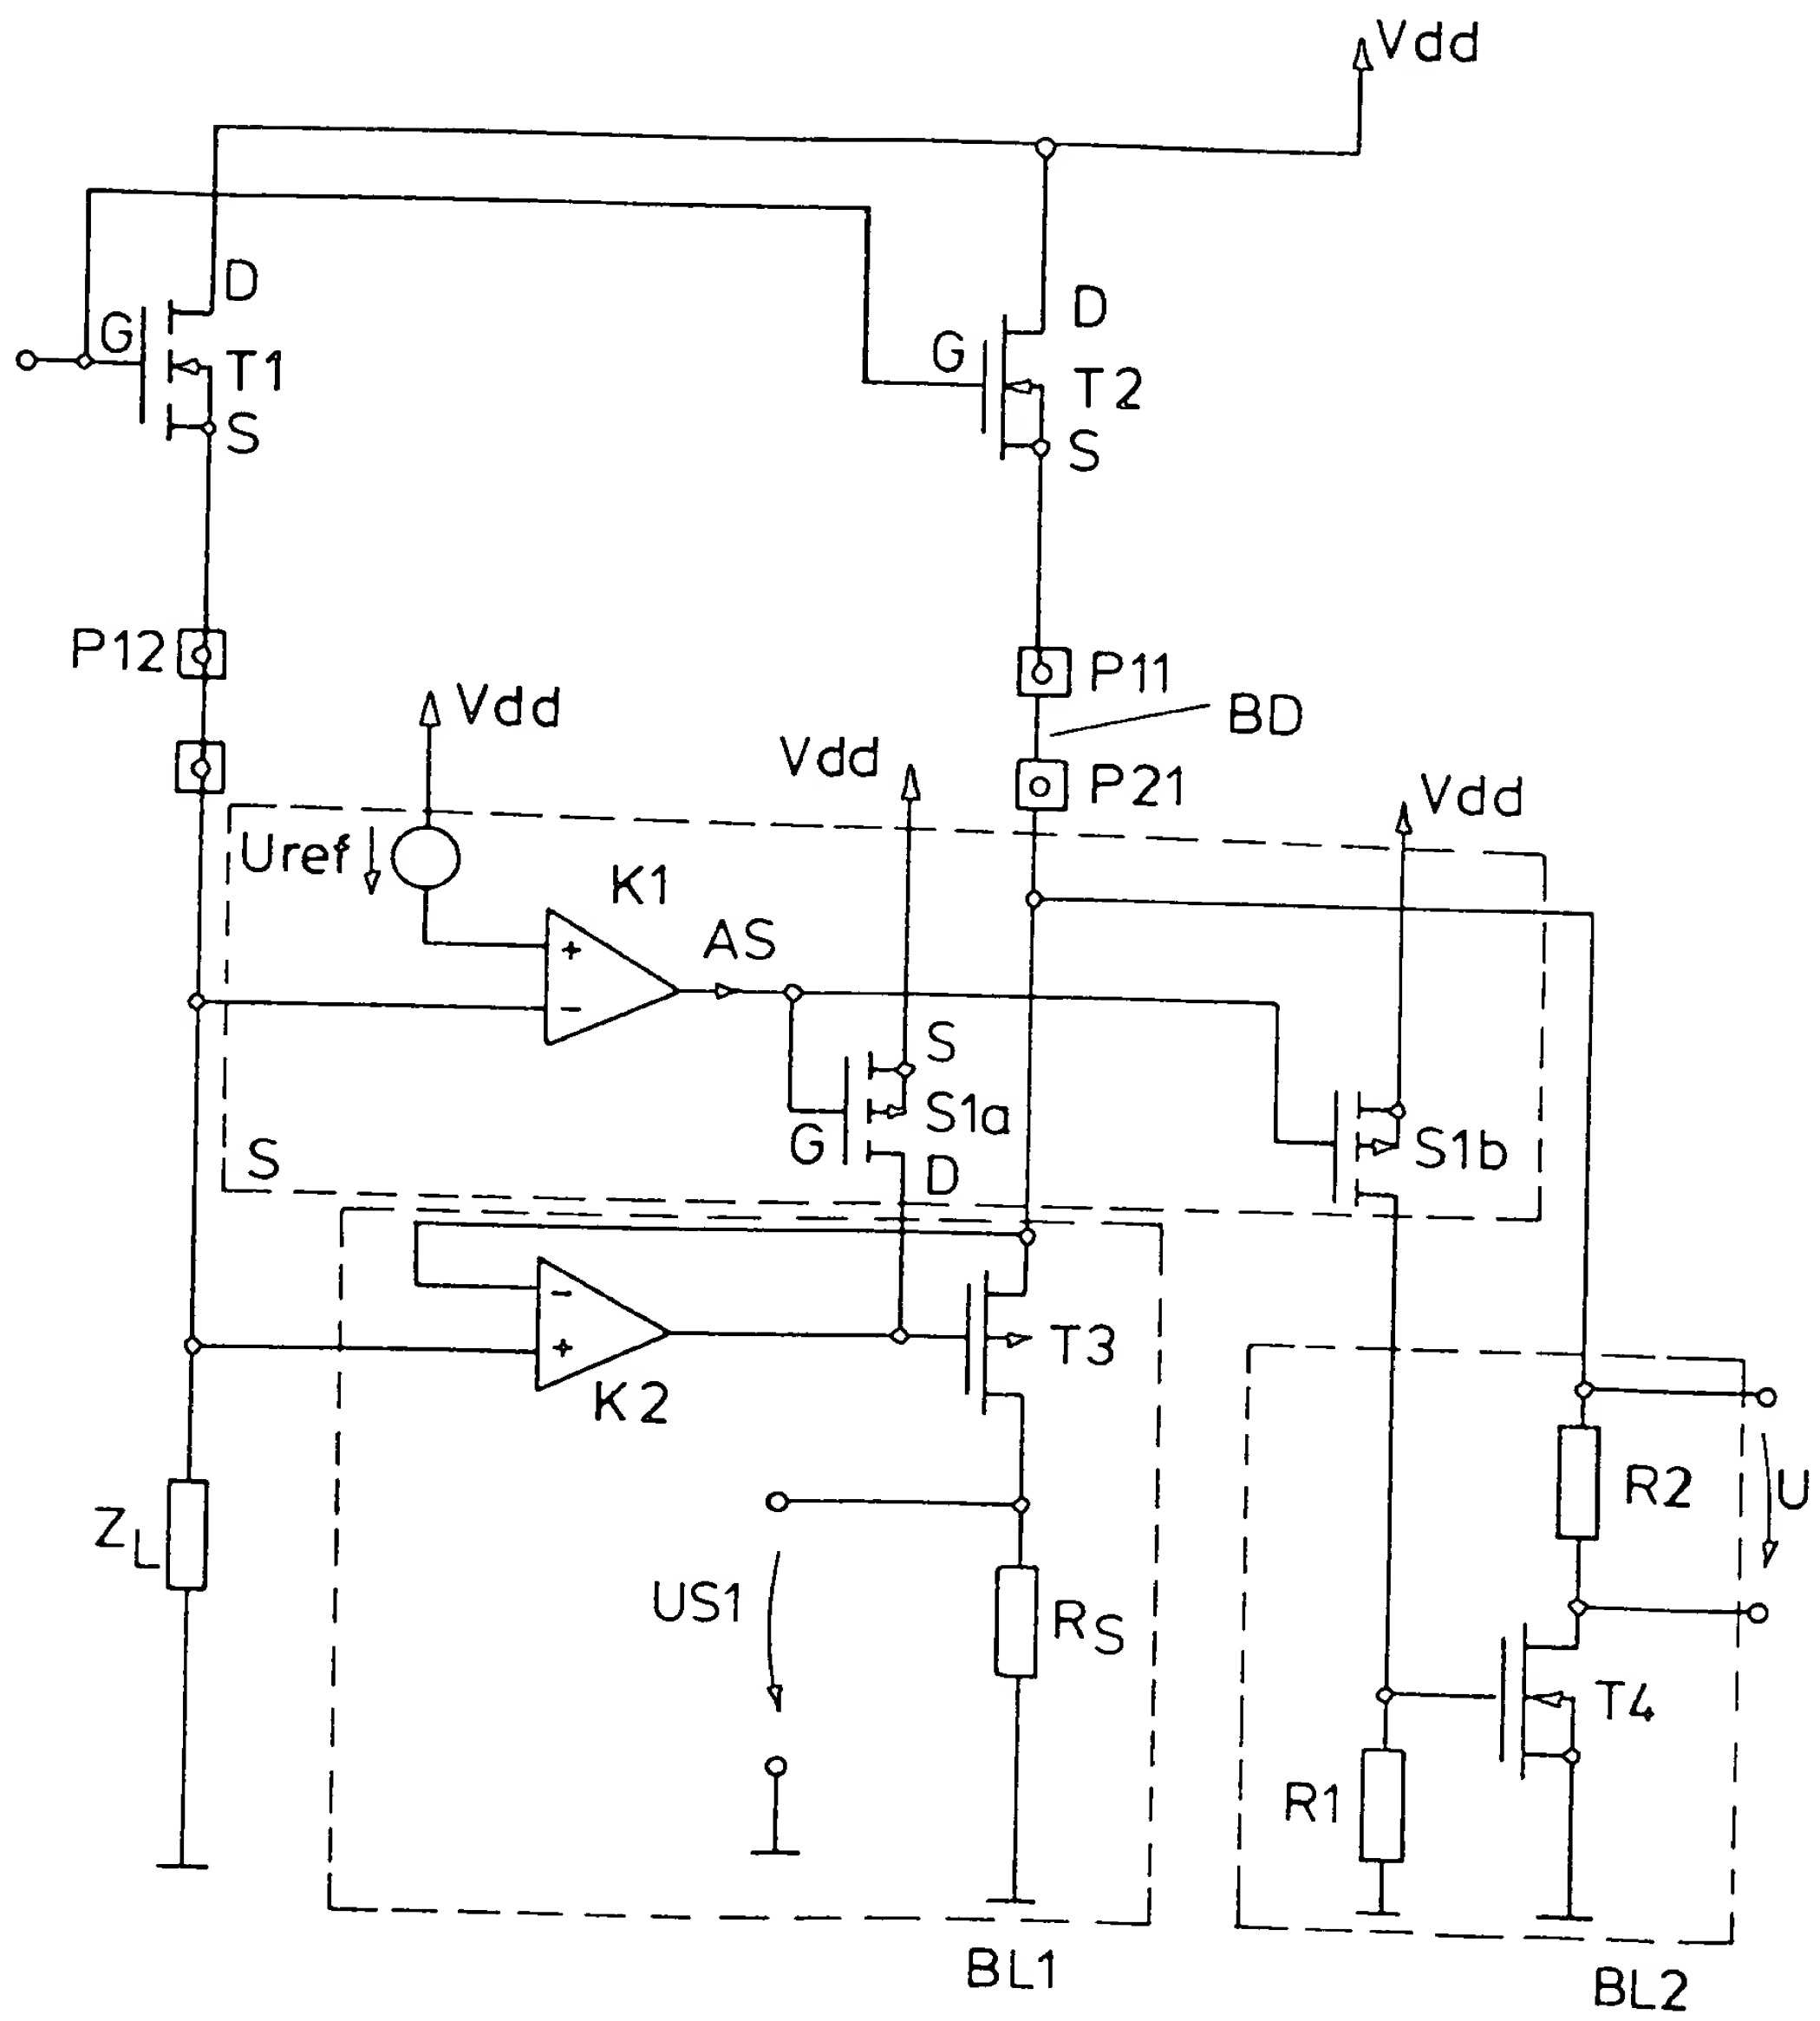 Vdd
D
G
T1
S
D
G
T2
S
P12
P11
BD
Vdd
Vdd
P21
Vdd
Uref
K1
+
-
AS
S
S1a
G
D
S1b
S
-
+
K2
T3
ZL
US1
RS
R2
U
T4
R1
BL1
BL2